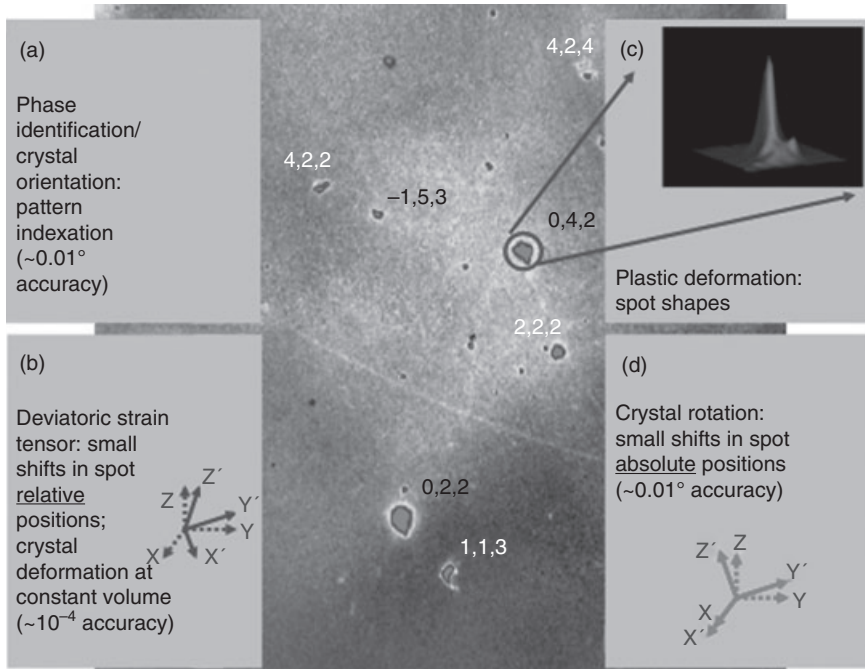 (a)
Phase
identification/
crystal
orientation:
pattern
indexation
(~0.01°
accuracy)
4,2,4
4,2,2
–1,5,3
0,4,2
2,2,2
0,2,2
1,1,3
(c)
Plastic deformation:
spot shapes
(b)
Deviatoric strain
tensor: small
shifts in spot
relative
positions;
crystal
deformation at
constant volume
(~10⁻⁴ accuracy)
Z Z´
Y´
Y
X X´
(d)
Crystal rotation:
small shifts in spot
absolute positions
(~0.01° accuracy)
Z´ Z
Y´
X Y
X´